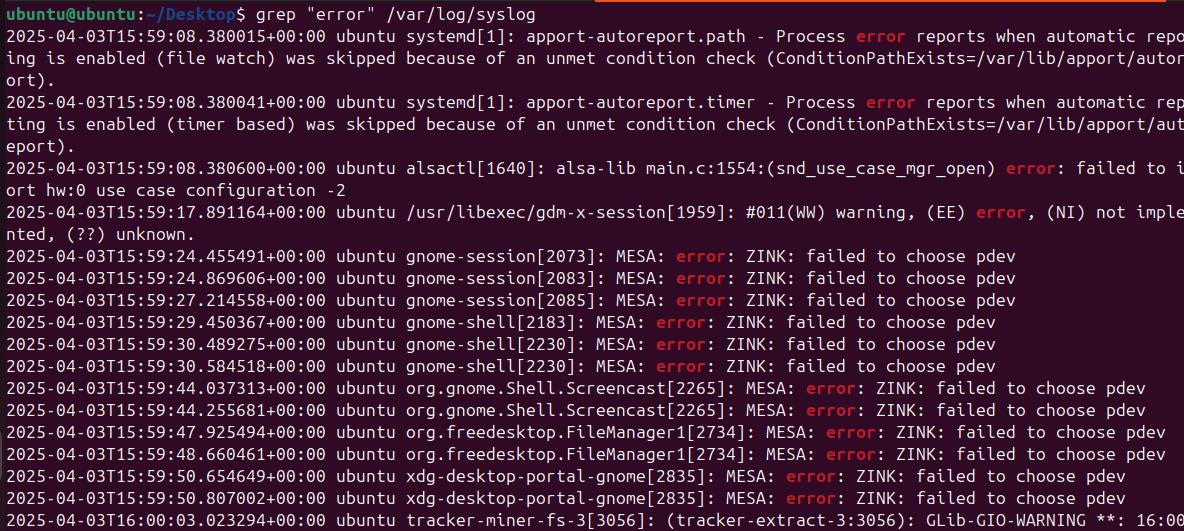 ubuntu@ubuntu:~/Desktop$ grep "error" /var/log/syslog
2025-04-03T15:59:08.380015+00:00 ubuntu systemd[1]: apport-autoreport.path - Process error reports when automatic repo
ing is enabled (file watch) was skipped because of an unmet condition check (ConditionPathExists=/var/lib/apport/autor
ort).
2025-04-03T15:59:08.380041+00:00 ubuntu systemd[1]: apport-autoreport.timer - Process error reports when automatic rep
ting is enabled (timer based) was skipped because of an unmet condition check (ConditionPathExists=/var/lib/apport/aut
eport).
2025-04-03T15:59:08.380600+00:00 ubuntu alsactl[1640]: alsa-lib main.c:1554:(snd_use_case_mgr_open) error: failed to i
ort hw:0 use case configuration -2
2025-04-03T15:59:17.891164+00:00 ubuntu /usr/libexec/gdm-x-session[1959]: #011(WW) warning, (EE) error, (NI) not imple
nted, (??) unknown.
2025-04-03T15:59:24.455491+00:00 ubuntu gnome-session[2073]: MESA: error: ZINK: failed to choose pdev
2025-04-03T15:59:24.869606+00:00 ubuntu gnome-session[2083]: MESA: error: ZINK: failed to choose pdev
2025-04-03T15:59:27.214558+00:00 ubuntu gnome-session[2085]: MESA: error: ZINK: failed to choose pdev
2025-04-03T15:59:29.450367+00:00 ubuntu gnome-shell[2183]: MESA: error: ZINK: failed to choose pdev
2025-04-03T15:59:30.489275+00:00 ubuntu gnome-shell[2230]: MESA: error: ZINK: failed to choose pdev
2025-04-03T15:59:30.584518+00:00 ubuntu gnome-shell[2230]: MESA: error: ZINK: failed to choose pdev
2025-04-03T15:59:44.037313+00:00 ubuntu org.gnome.Shell.Screencast[2265]: MESA: error: ZINK: failed to choose pdev
2025-04-03T15:59:44.255681+00:00 ubuntu org.gnome.Shell.Screencast[2265]: MESA: error: ZINK: failed to choose pdev
2025-04-03T15:59:47.925494+00:00 ubuntu org.freedesktop.FileManager1[2734]: MESA: error: ZINK: failed to choose pdev
2025-04-03T15:59:48.660461+00:00 ubuntu org.freedesktop.FileManager1[2734]: MESA: error: ZINK: failed to choose pdev
2025-04-03T15:59:50.654649+00:00 ubuntu xdg-desktop-portal-gnome[2835]: MESA: error: ZINK: failed to choose pdev
2025-04-03T15:59:50.807002+00:00 ubuntu xdg-desktop-portal-gnome[2835]: MESA: error: ZINK: failed to choose pdev
2025-04-03T16:00:03.023294+00:00 ubuntu tracker-miner-fs-3[3056]: (tracker-extract-3:3056): GLib-GIO-WARNING **: 16:00